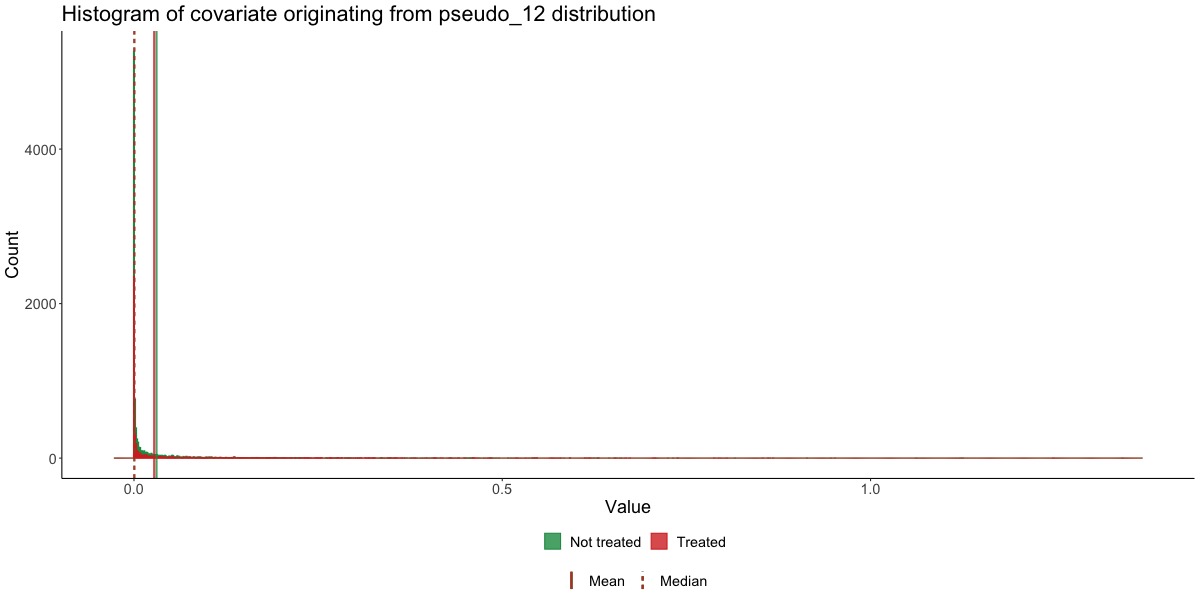 Histogram of covariate originating from pseudo_12 distribution
Count
4000
2000
0
0.0 0.5 1.0
Value
Not treated Treated
Mean Median